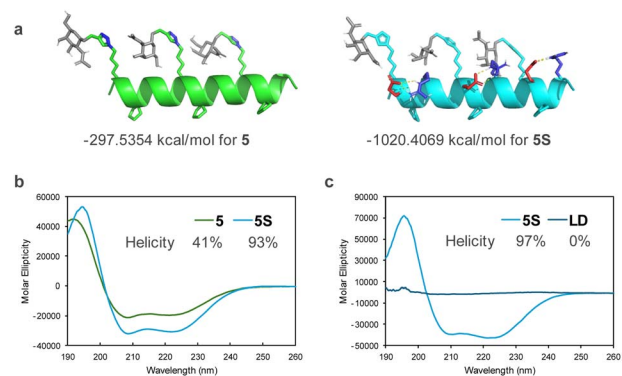 a
-297.5354 kcal/mol for 5
-1020.4069 kcal/mol for 5S
b
60000
40000
20000
0
-20000
-40000
190 200 210 220 230 240 250 260
Molar Ellipticity
Wavelength (nm)
5 5S
Helicity 41% 93%
c
90000
70000
50000
30000
10000
-10000
-30000
-50000
190 200 210 220 230 240 250 260
Molar Ellipticity
Wavelength (nm)
5S LD
Helicity 97% 0%